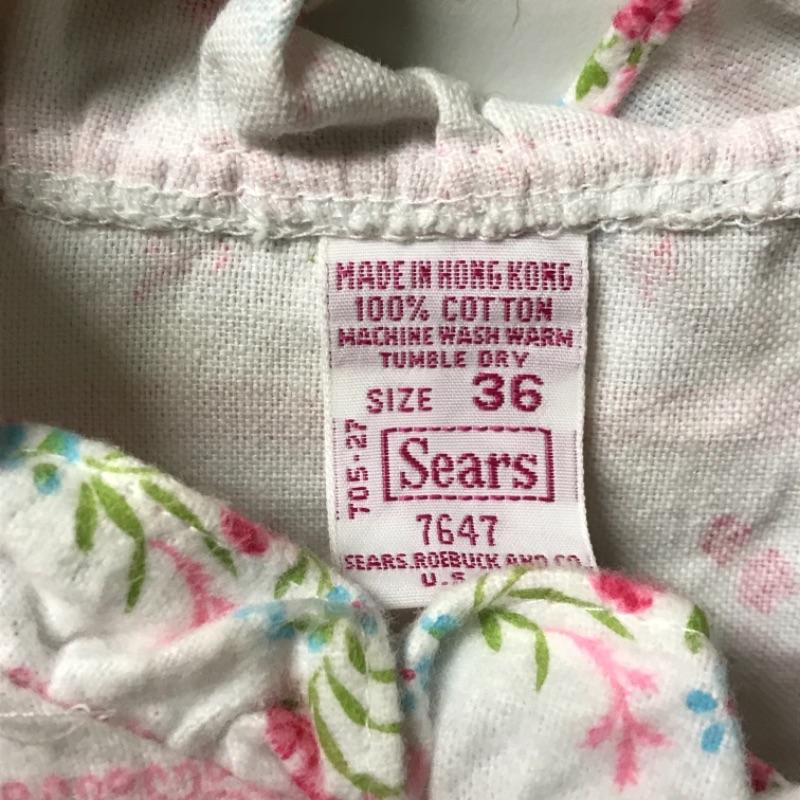 MADE IN HONG KONG
100% COTTON
MACHINE WASH WARM
TUMBLE DRY
SIZE 36
T05-27
Sears
7647
SEARS, ROEBUCK AND CO.
U.S